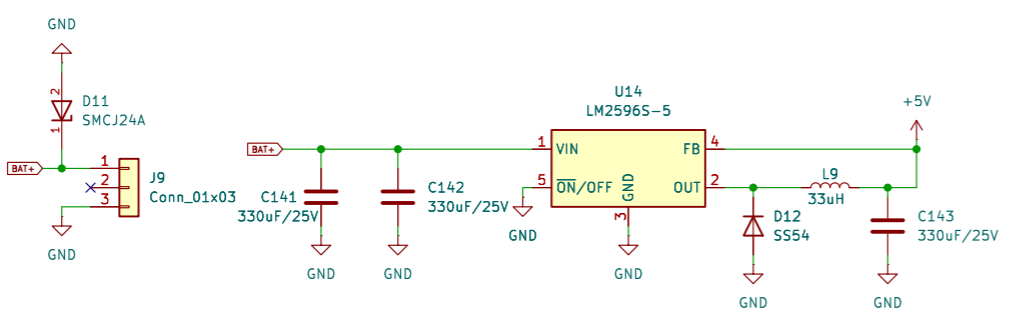 GND
2
D11
SMCJ24A
1
BAT+
1
2
3
J9
Conn_01x03
GND
BAT+
C141
330uF/25V
GND
C142
330uF/25V
GND
U14
LM2596S-5
1
VIN
FB
4
5
ON/OFF
GND
OUT
2
3
GND
GND
+5V
L9
33uH
D12
SS54
GND
C143
330uF/25V
GND